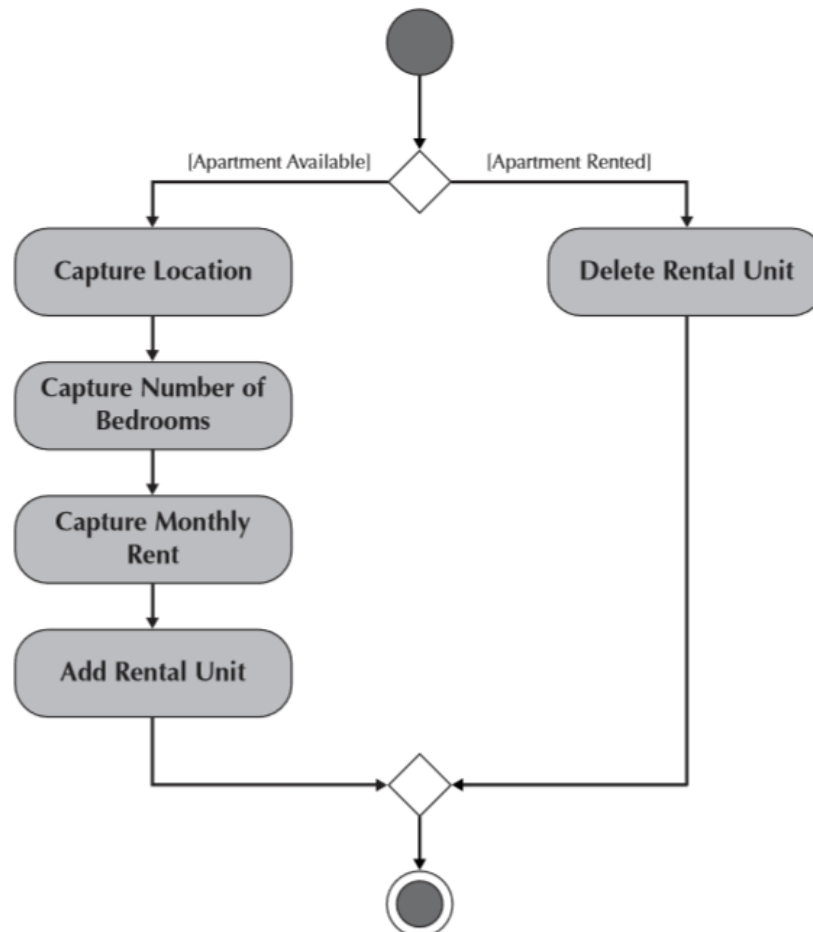 [Apartment Available]
[Apartment Rented]
Capture Location
Delete Rental Unit
Capture Number of
Bedrooms
Capture Monthly
Rent
Add Rental Unit